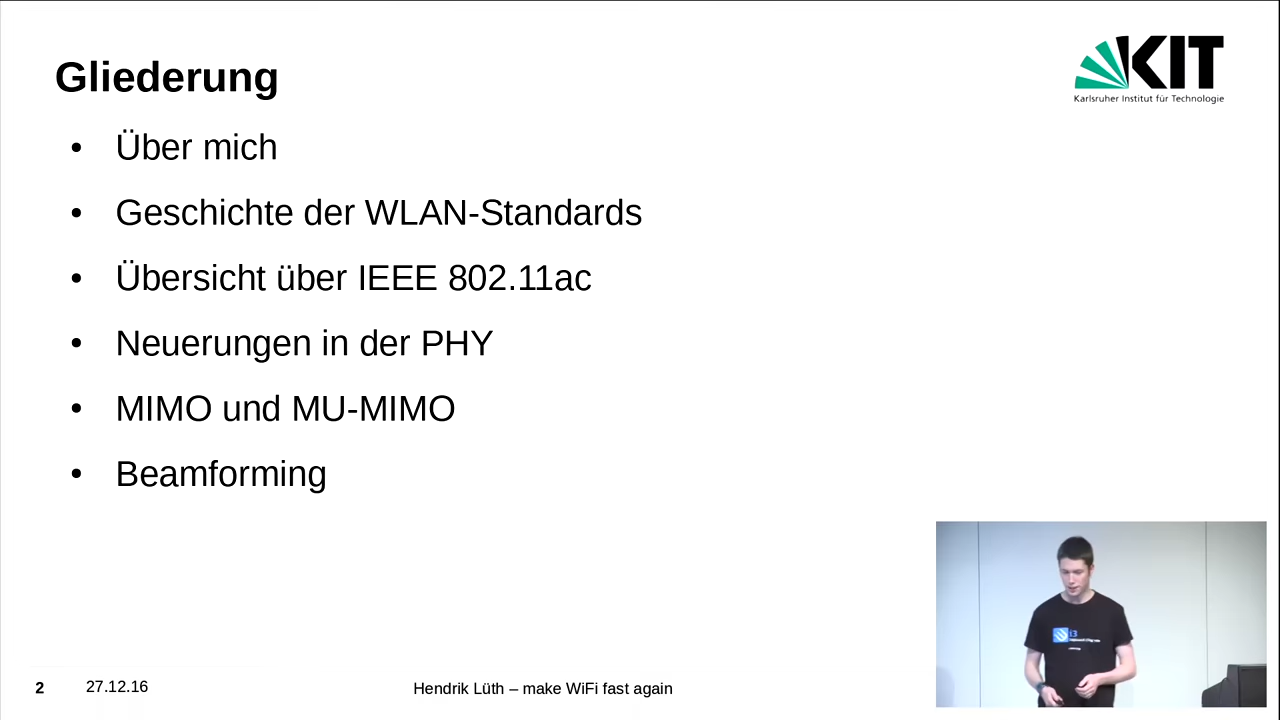 Gliederung
KIT
Karlsruher Institut für Technologie
• Über mich
• Geschichte der WLAN-Standards
• Übersicht über IEEE 802.11ac
• Neuerungen in der PHY
• MIMO und MU-MIMO
• Beamforming
i3
2 27.12.16 Hendrik Lüth – make WiFi fast again